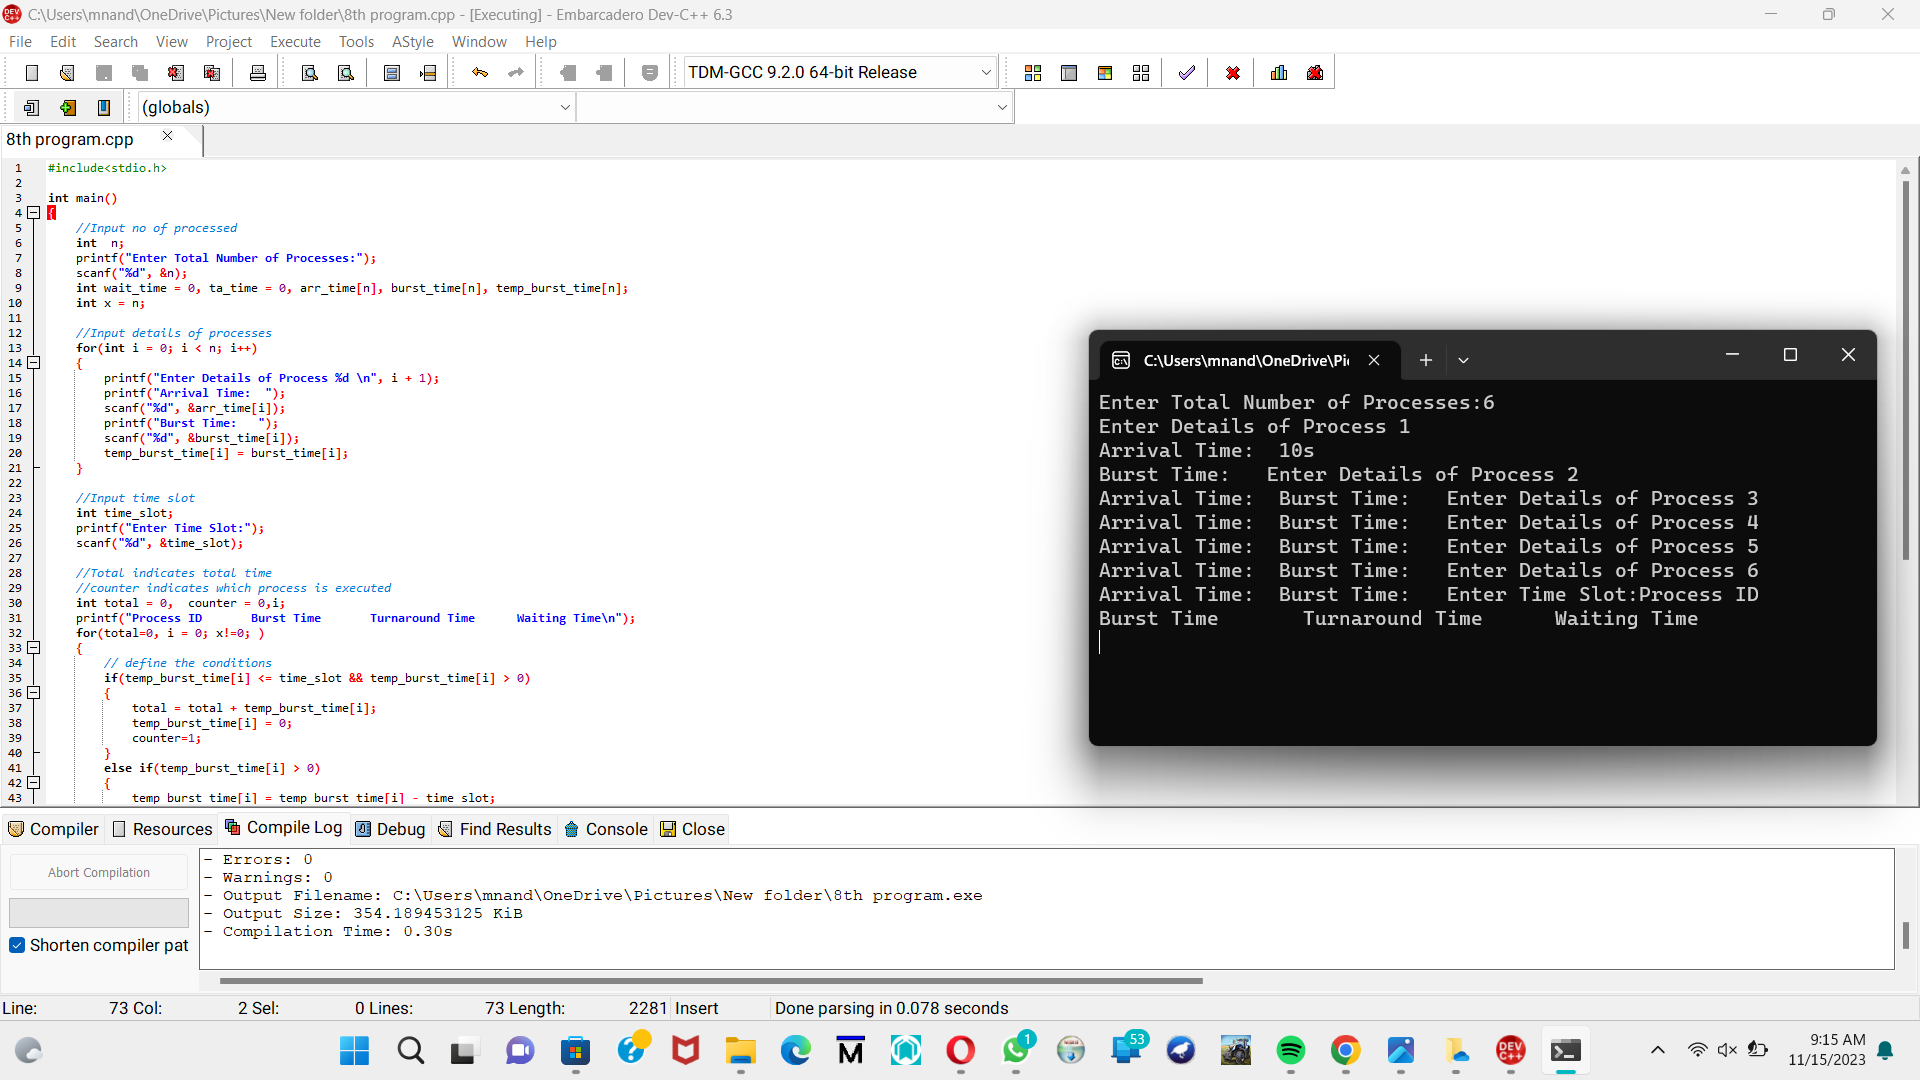 C:\Users\mnand\OneDrive\Pictures\New folder\8th program.cpp - [Executing] - Embarcadero Dev-C++ 6.3
File Edit Search View Project Execute Tools AStyle Window Help
TDM-GCC 9.2.0 64-bit Release
(globals)
8th program.cpp
1 #include<stdio.h>
2
3 int main()
4 {
5 //Input no of processed
6 int  n;
7 printf("Enter Total Number of Processes:");
8 scanf("%d", &n);
9 int wait_time = 0, ta_time = 0, arr_time[n], burst_time[n], temp_burst_time[n];
10 int x = n;
11
12 //Input details of processes
13 for(int i = 0; i < n; i++)
14 {
15 printf("Enter Details of Process %d \n", i + 1);
16 printf("Arrival Time:  ");
17 scanf("%d", &arr_time[i]);
18 printf("Burst Time:   ");
19 scanf("%d", &burst_time[i]);
20 temp_burst_time[i] = burst_time[i];
21 }
22
23 //Input time slot
24 int time_slot;
25 printf("Enter Time Slot:");
26 scanf("%d", &time_slot);
27
28 //Total indicates total time
29 //counter indicates which process is executed
30 int total = 0,  counter = 0,i;
31 printf("Process ID       Burst Time       Turnaround Time      Waiting Time\n");
32 for(total=0, i = 0; x!=0; )
33 {
34 // define the conditions
35 if(temp_burst_time[i] <= time_slot && temp_burst_time[i] > 0)
36 {
37 total = total + temp_burst_time[i];
38 temp_burst_time[i] = 0;
39 counter=1;
40 }
41 else if(temp_burst_time[i] > 0)
42 {
43 temp_burst_time[i] = temp_burst_time[i] - time_slot;
C:\Users\mnand\OneDrive\Pi
Enter Total Number of Processes:6
Enter Details of Process 1
Arrival Time:  10s
Burst Time:   Enter Details of Process 2
Arrival Time:  Burst Time:   Enter Details of Process 3
Arrival Time:  Burst Time:   Enter Details of Process 4
Arrival Time:  Burst Time:   Enter Details of Process 5
Arrival Time:  Burst Time:   Enter Details of Process 6
Arrival Time:  Burst Time:   Enter Time Slot:Process ID
Burst Time       Turnaround Time      Waiting Time
Compiler Resources Compile Log Debug Find Results Console Close
Abort Compilation
Shorten compiler pat
- Errors: 0
- Warnings: 0
- Output Filename: C:\Users\mnand\OneDrive\Pictures\New folder\8th program.exe
- Output Size: 354.189453125 KiB
- Compilation Time: 0.30s
Line: 73 Col: 2 Sel: 0 Lines: 73 Length: 2281 Insert Done parsing in 0.078 seconds
1
53
DEV C++
9:15 AM
11/15/2023